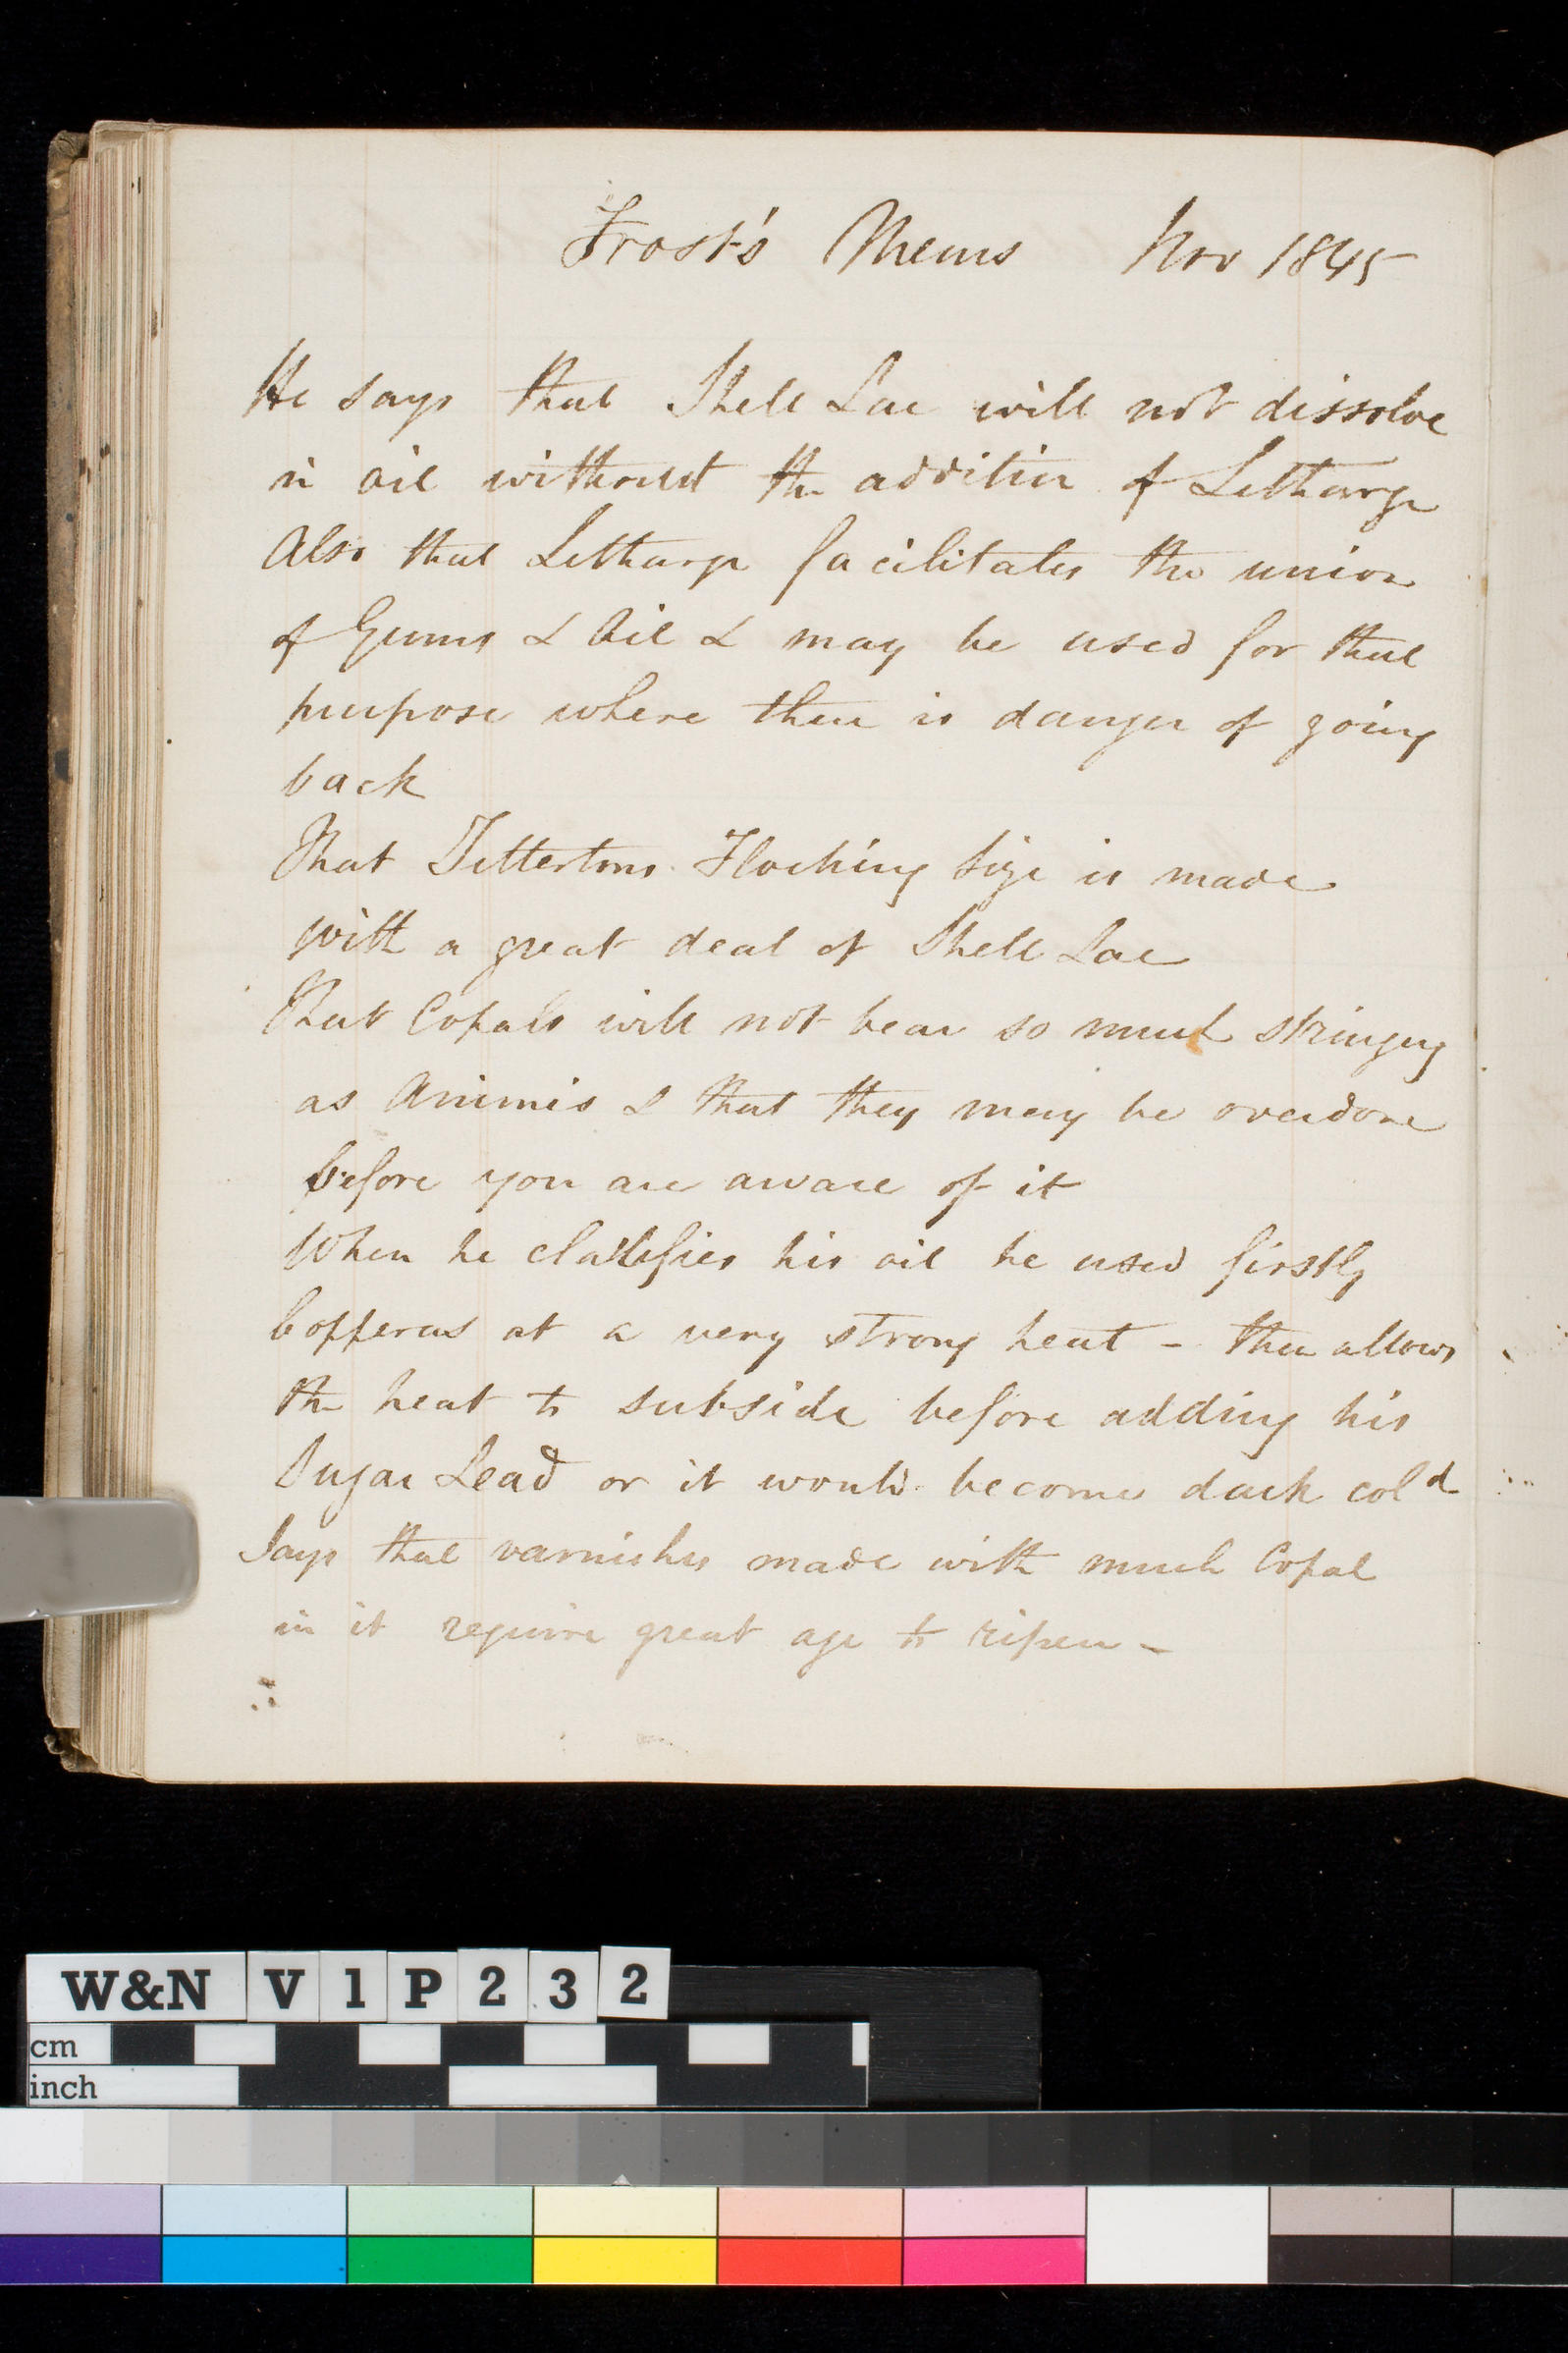 Frost's Mems Nov 1845
He says that Shell Lac will not dissolve
in oil without the addition of Letharge
Also that Letharge facilitates the union
of Gums & Oil & may be used for that
purpose where there is danger of going
back
That Tettertons Flocking Size is made
with a great deal of Shell Lac
That Copals will not bear so much stringing
as Animis & that they may be overdone
before you are aware of it
When he clarifies his oil he used firstly
Copperas at a very strong heat - then allows
the heat to subside before adding his
Sugar Lead or it would become dark cold
Says that varnishes made with much Copal
in it require great age to ripen -
W&N V1P232
cm
inch